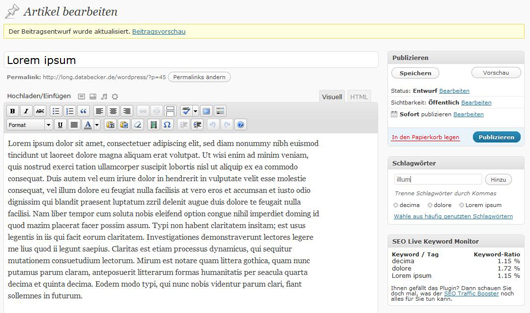 Artikel bearbeiten
Der Beitragsentwurf wurde aktualisiert. Beitragsvorschau
Lorem ipsum
Permalink: http://long.databecker.de/wordpress/?p=45 Permalinks ändern
Hochladen/Einfügen
Visuell HTML
B I ABC
ABC
Format U A
Lorem ipsum dolor sit amet, consectetuer adipiscing elit, sed diam nonummy nibh euismod
tincidunt ut laoreet dolore magna aliquam erat volutpat. Ut wisi enim ad minim veniam,
quis nostrud exerci tation ullamcorper suscipit lobortis nisl ut aliquip ex ea commodo
consequat. Duis autem vel eum iriure dolor in hendrerit in vulputate velit esse molestie
consequat, vel illum dolore eu feugiat nulla facilisis at vero eros et accumsan et iusto odio
dignissim qui blandit praesent luptatum zzril delenit augue duis dolore te feugait nulla
facilisi. Nam liber tempor cum soluta nobis eleifend option congue nihil imperdiet doming id
quod mazim placerat facer possim assum. Typi non habent claritatem insitam; est usus
legentis in iis qui facit eorum claritatem. Investigationes demonstraverunt lectores legere
me lius quod ii legunt saepius. Claritas est etiam processus dynamicus, qui sequitur
mutationem consuetudium lectorum. Mirum est notare quam littera gothica, quam nunc
putamus parum claram, anteposuerit litterarum formas humanitatis per seacula quarta
decima et quinta decima. Eodem modo typi, qui nunc nobis videntur parum clari, fiant
sollemnes in futurum.
Publizieren
Speichern Vorschau
Status: Entwurf Bearbeiten
Sichtbarkeit: Öffentlich Bearbeiten
Sofort publizieren Bearbeiten
In den Papierkorb legen Publizieren
Schlagwörter
illum Hinzu
Trenne Schlagwörter durch Kommas
decima dolore Lorem ipsum
Wähle aus häufig genutzten Schlagwörtern
SEO Live Keyword Monitor
Keyword / Tag Keyword-Ratio
decima 1.15 %
dolore 1.72 %
Lorem ipsum 1.15 %
Ihnen gefällt das Plugin? Dann schauen Sie
doch mal, was der SEO Traffic Booster noch
alles für Sie tun kann.